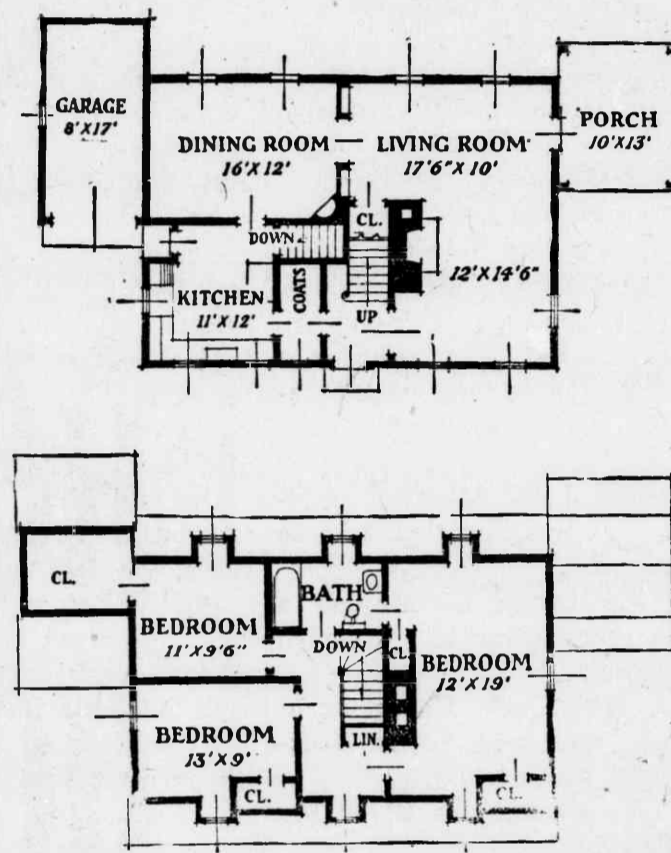 GARAGE
8'X17'
DINING ROOM
16'X12'
LIVING ROOM
17'6"X10'
PORCH
10'X13'
CL.
DOWN
12'X14'6"
KITCHEN
11'X12'
COATS
UP
CL.
BATH
BEDROOM
11'X9'6"
DOWN
CL.
BEDROOM
12'X19'
BEDROOM
13'X9'
LIN.
CL.
CL.